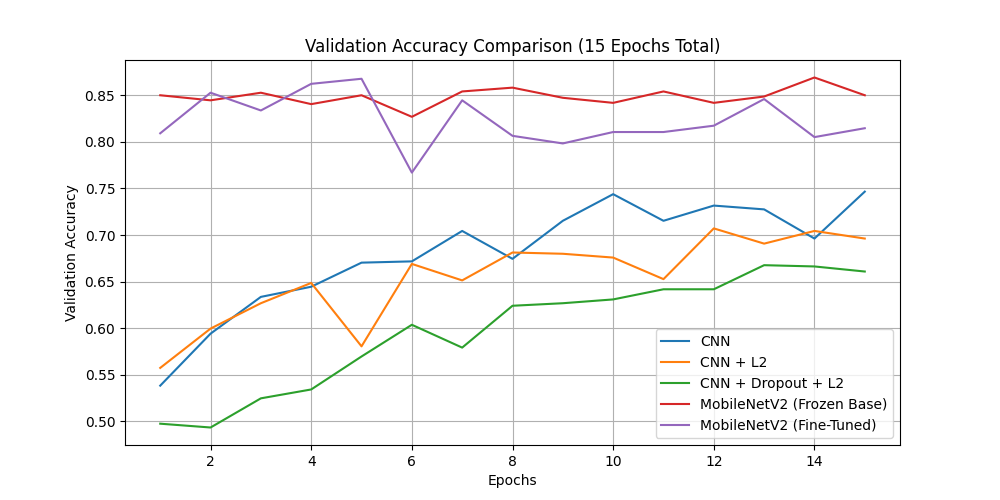 Validation Accuracy Comparison (15 Epochs Total)
Validation Accuracy
0.85
0.80
0.75
0.70
0.65
0.60
0.55
0.50
CNN
CNN + L2
CNN + Dropout + L2
MobileNetV2 (Frozen Base)
MobileNetV2 (Fine-Tuned)
2 4 6 8 10 12 14
Epochs